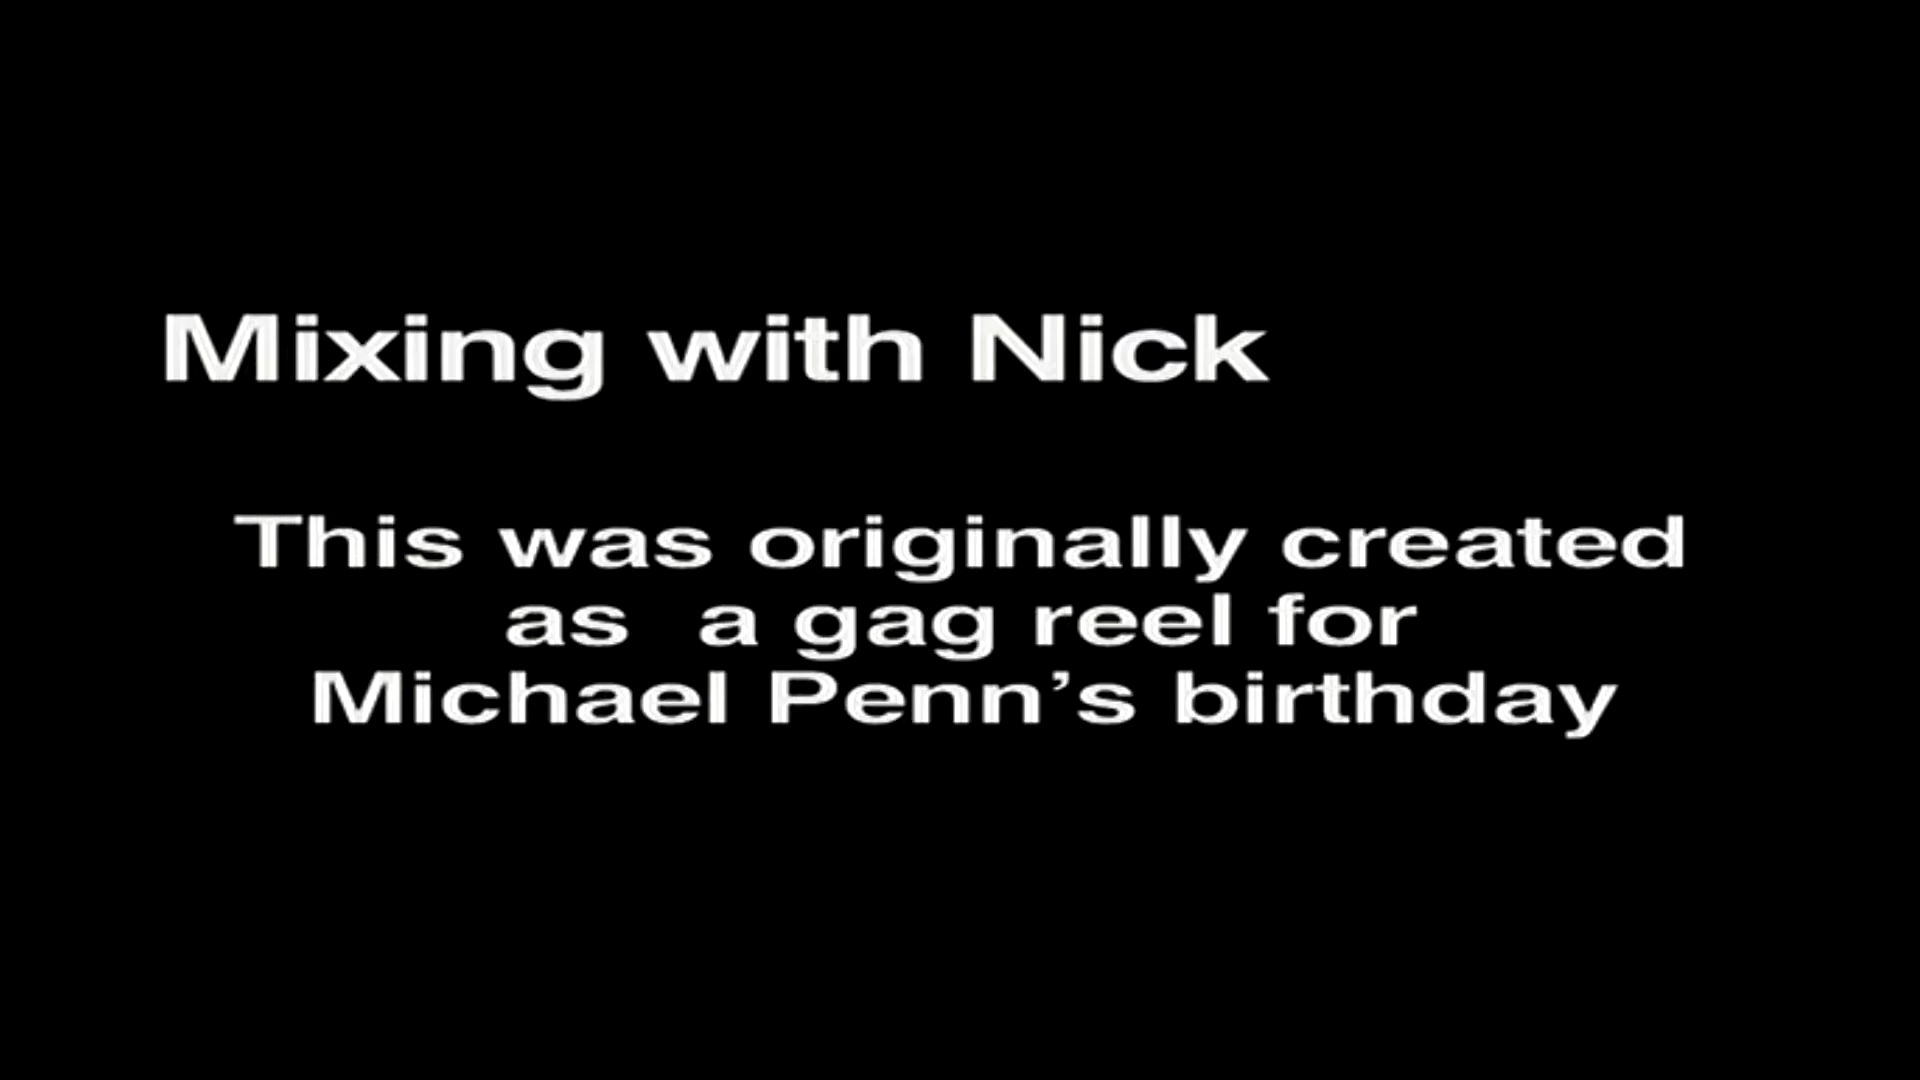 Mixing with Nick
This was originally created
as  a gag reel for
Michael Penn’s birthday